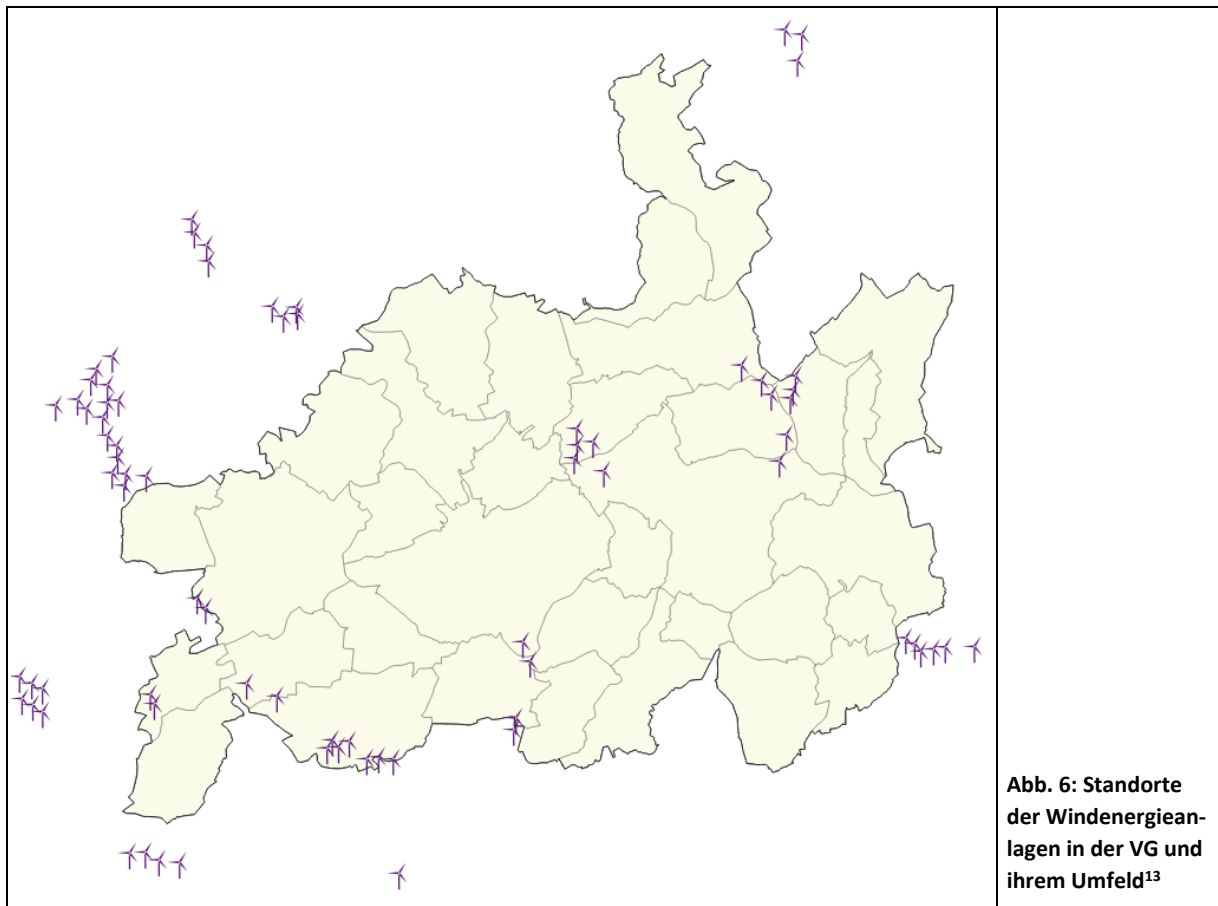 Abb. 6: Standorte
der Windenergiean-
lagen in der VG und
ihrem Umfeld¹³